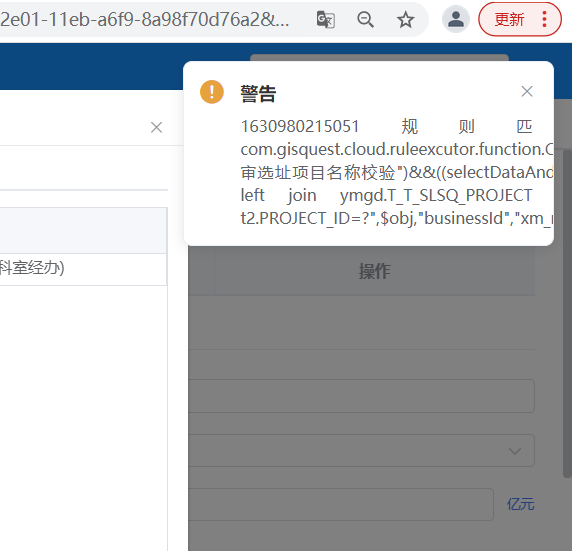 2e01-11eb-a6f9-8a98f70d76a2&...
更新
警告
1630980215051 规 则 匹
com.gisquest.cloud.ruleexcutor.function.
审选址项目名称校验")&&((selectDataAnd
left join ymgd.T_T_SLSQ_PROJECT
t2.PROJECT_ID=?",$obj,"businessId","xm_
科室经办)
操作
亿元